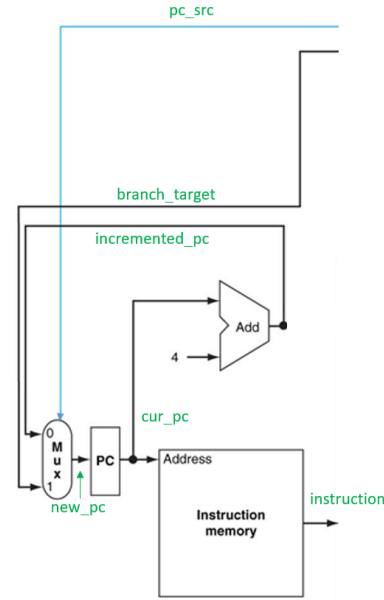 pc_src
branch_target
incremented_pc
Add
4
cur_pc
0
M
u
x
1
PC
new_pc
Address
Instruction
memory
instruction